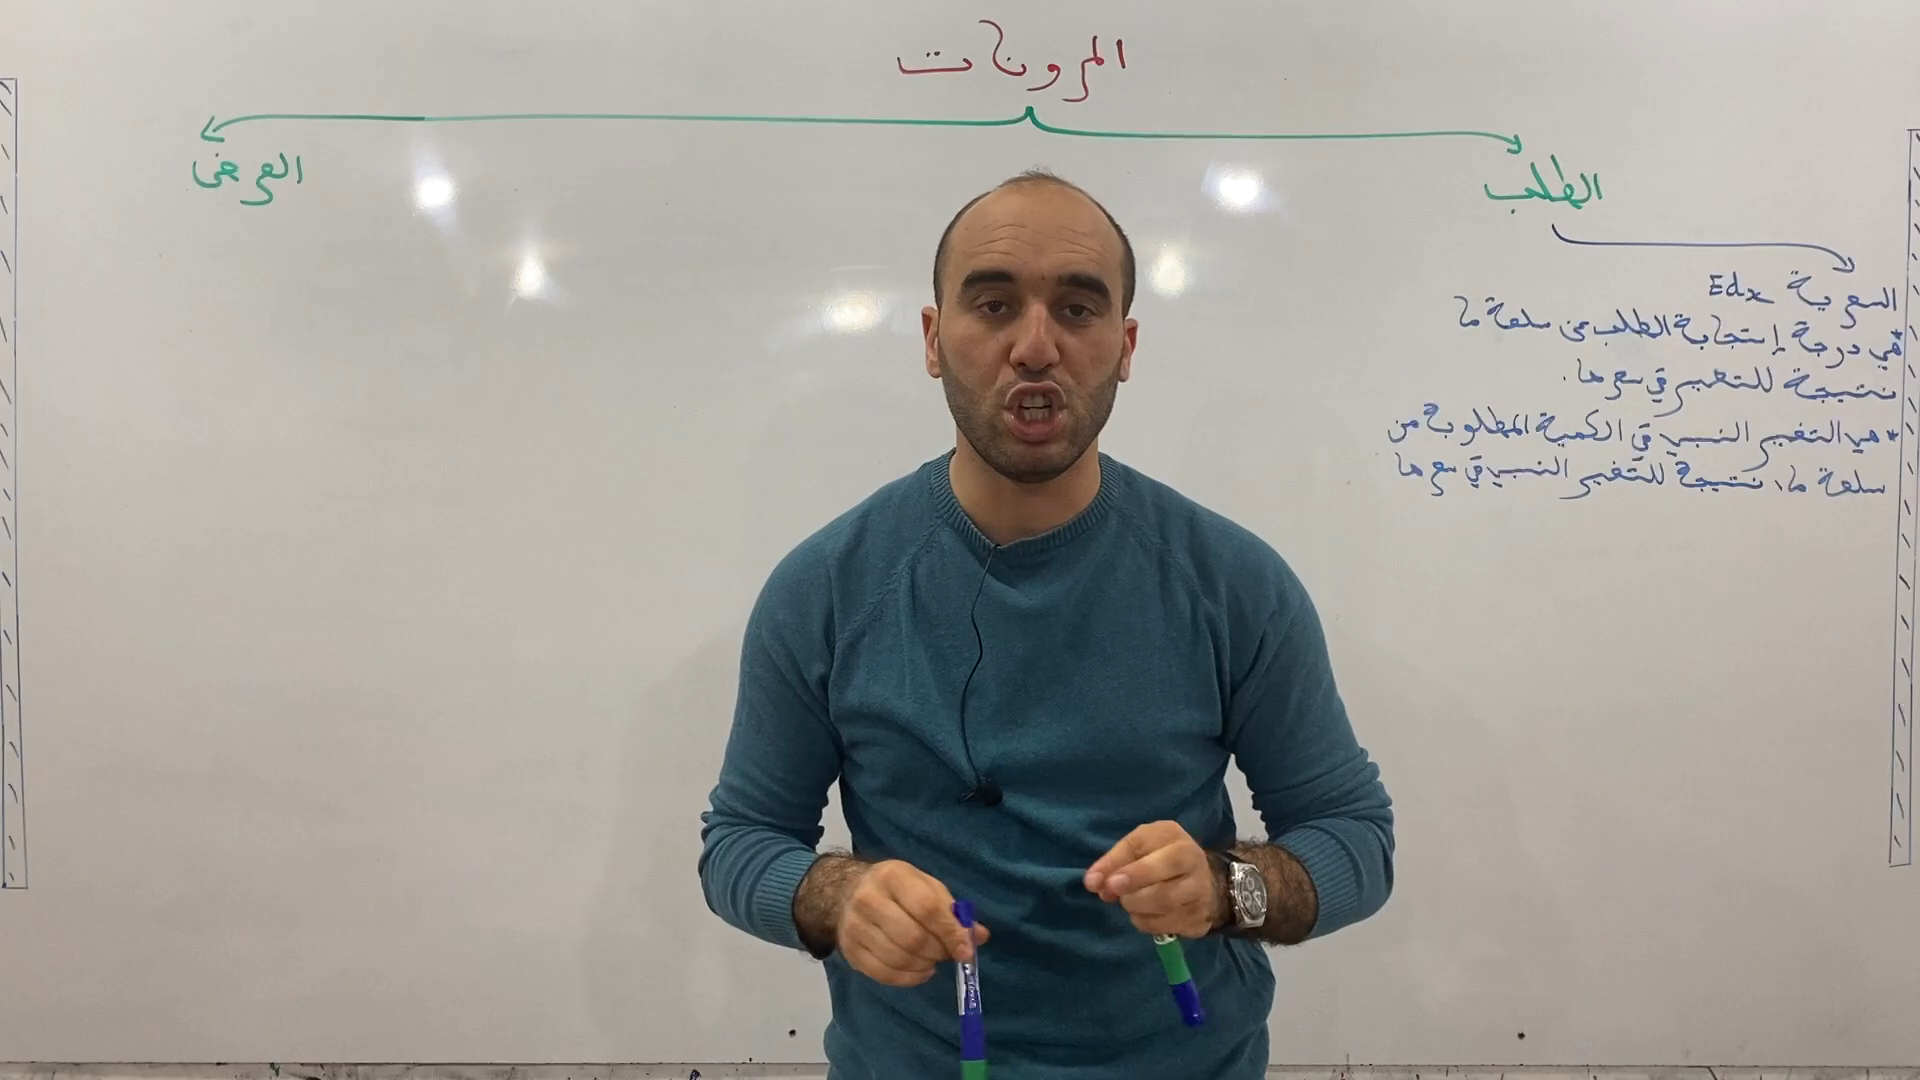 المرونات
الطلب
العرض
السعرية Edx
* هي درجة إستجابة الطلب عن سلعة ما
نتيجة للتغير في سعرها.
* هي التغير النسبي في الكمية المطلوبة من
سلعة ما، نتيجة للتغير النسبي في سعرها